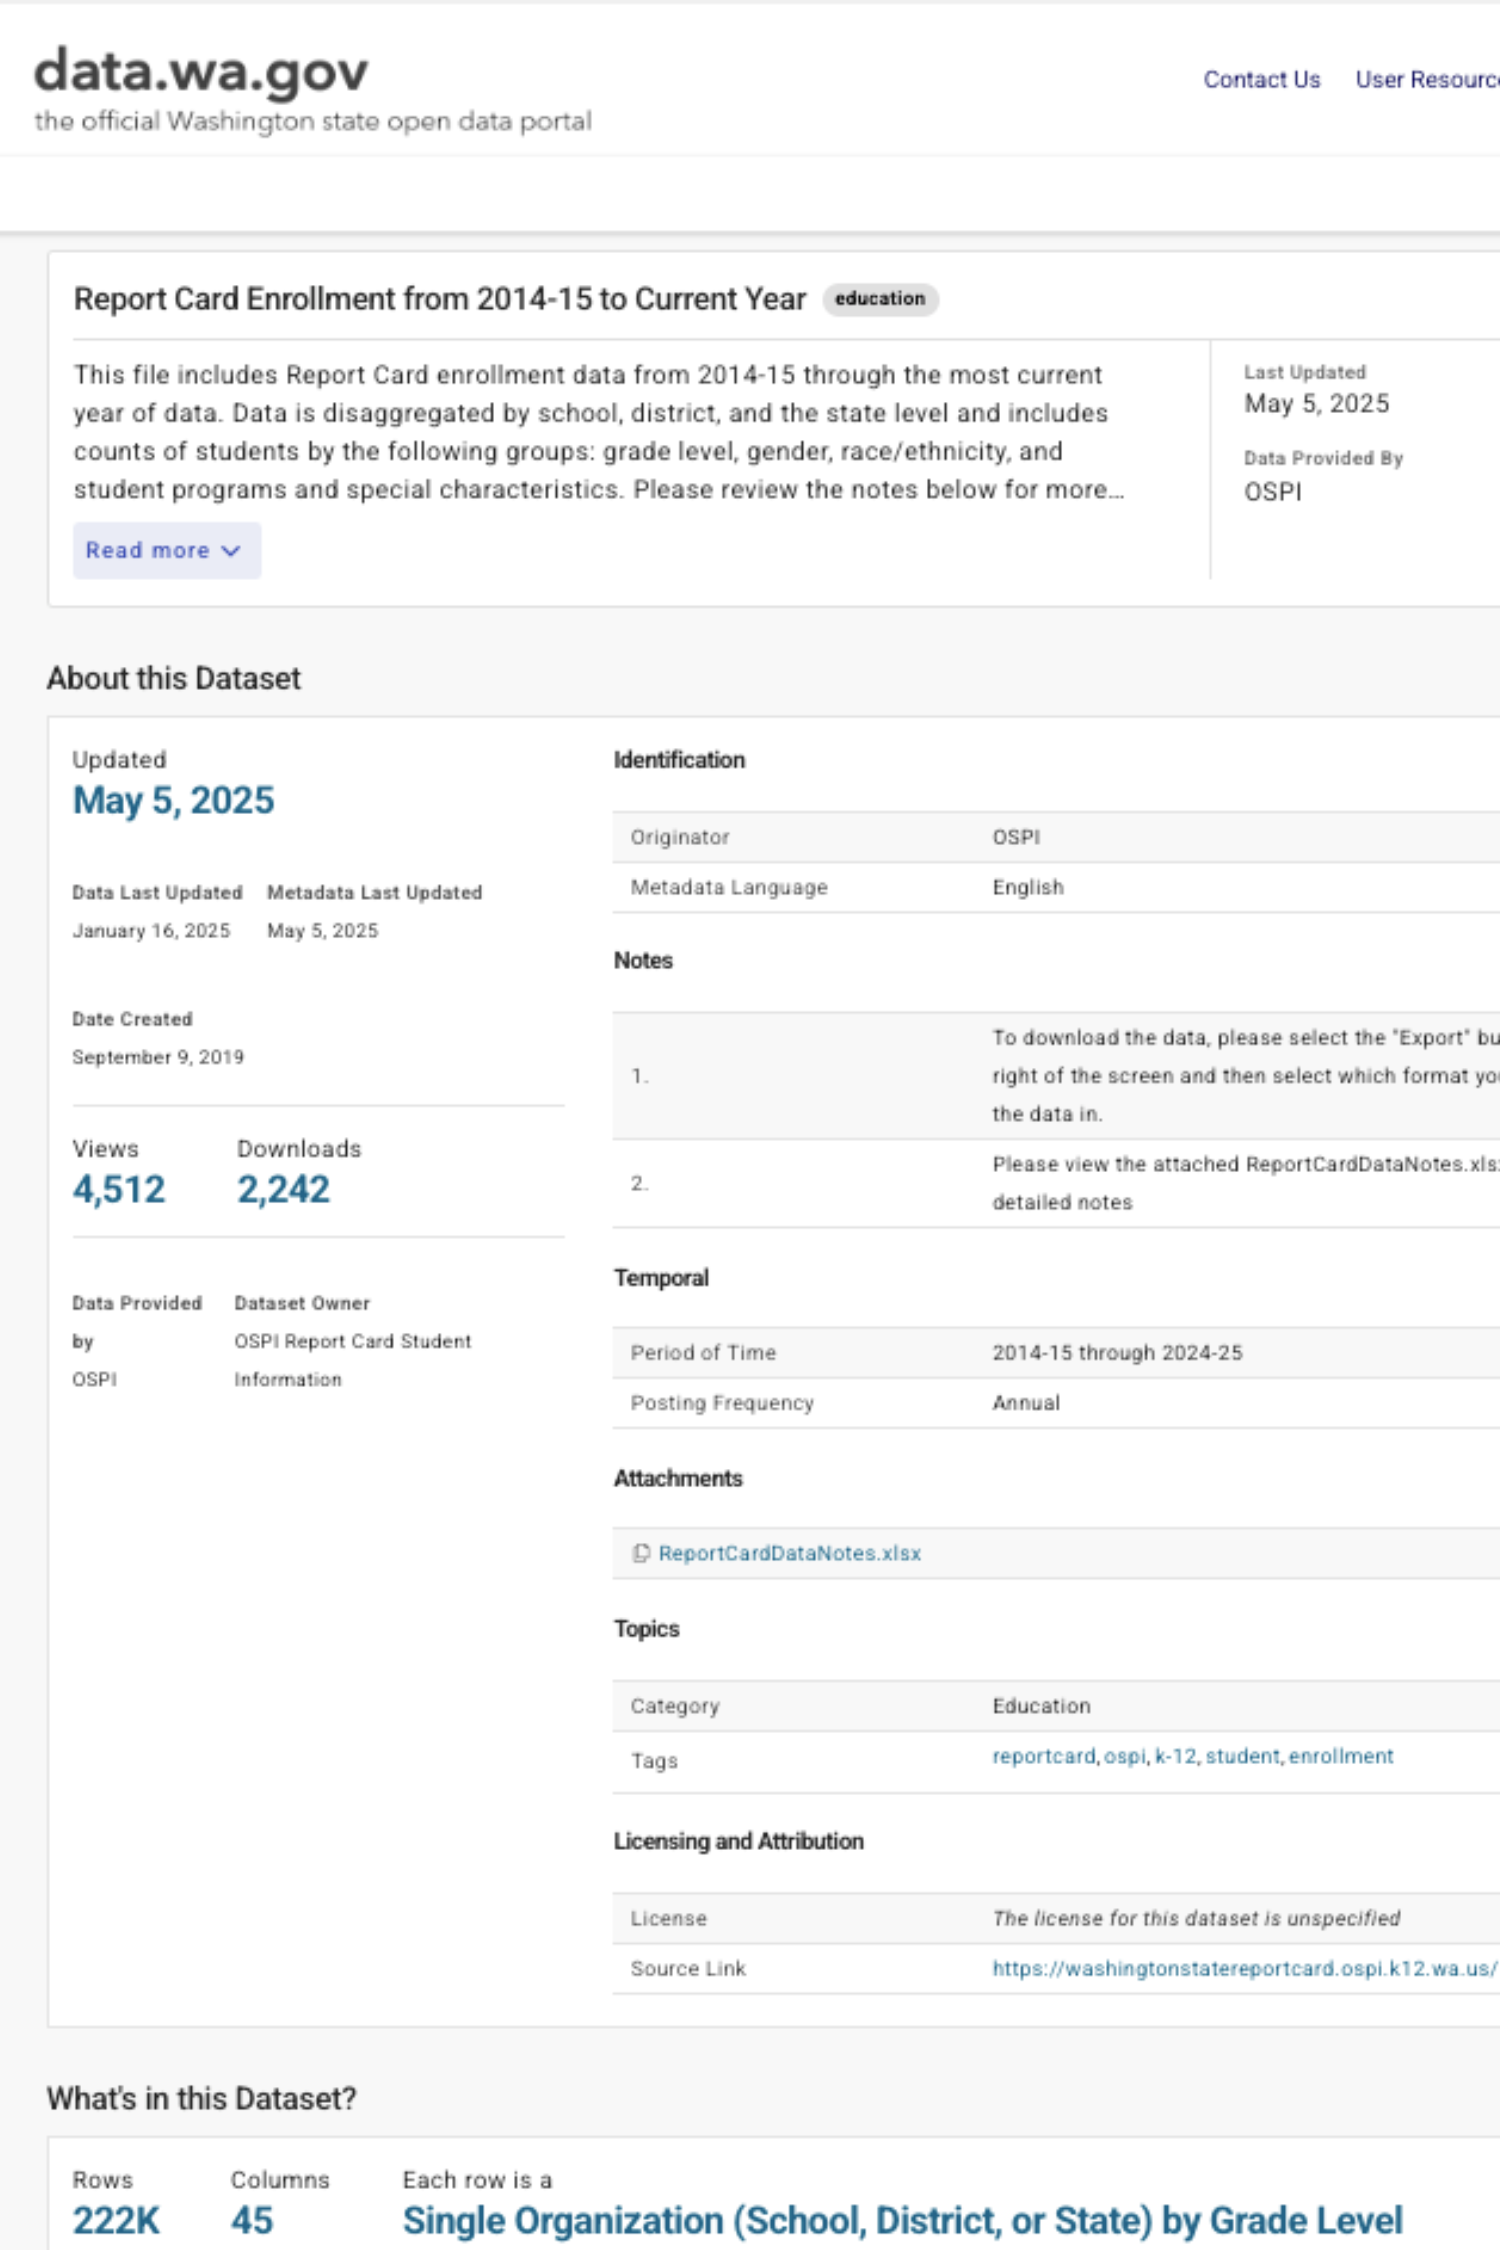 data.wa.gov
the official Washington state open data portal
Contact Us User
Report Card Enrollment from 2014-15 to Current Year education
This file includes Report Card enrollment data from 2014-15 through the most current
year of data. Data is disaggregated by school, district, and the state level and includes
counts of students by the following groups: grade level, gender, race/ethnicity, and
student programs and special characteristics. Please review the notes below for more…
Read more
Last Updated
May 5, 2025
Data Provided By
OSPI
About this Dataset
Updated
May 5, 2025
Data Last Updated Metadata Last Updated
January 16, 2025 May 5, 2025
Date Created
September 9, 2019
Views Downloads
4,512 2,242
Data Provided
by
OSPI
Dataset Owner
OSPI Report Card Student
Information
Identification
Originator OSPI
Metadata Language English
Notes
1.
To download the data, please select the "Export"
right of the screen and then select which format
the data in.
2.
Please view the attached
detailed notes
Temporal
Period of Time 2014-15 through 2024-25
Posting Frequency Annual
Attachments
ReportCardDataNotes.xlsx
Topics
Category Education
Tags reportcard, ospi, k-12, student, enrollment
Licensing and Attribution
License The license for this dataset is unspecified
Source Link https://washingtonstatereportcard.ospi.k12.wa.us/
What's in this Dataset?
Rows Columns Each row is a
222K 45 Single Organization (School, District, or State) by Grade Level